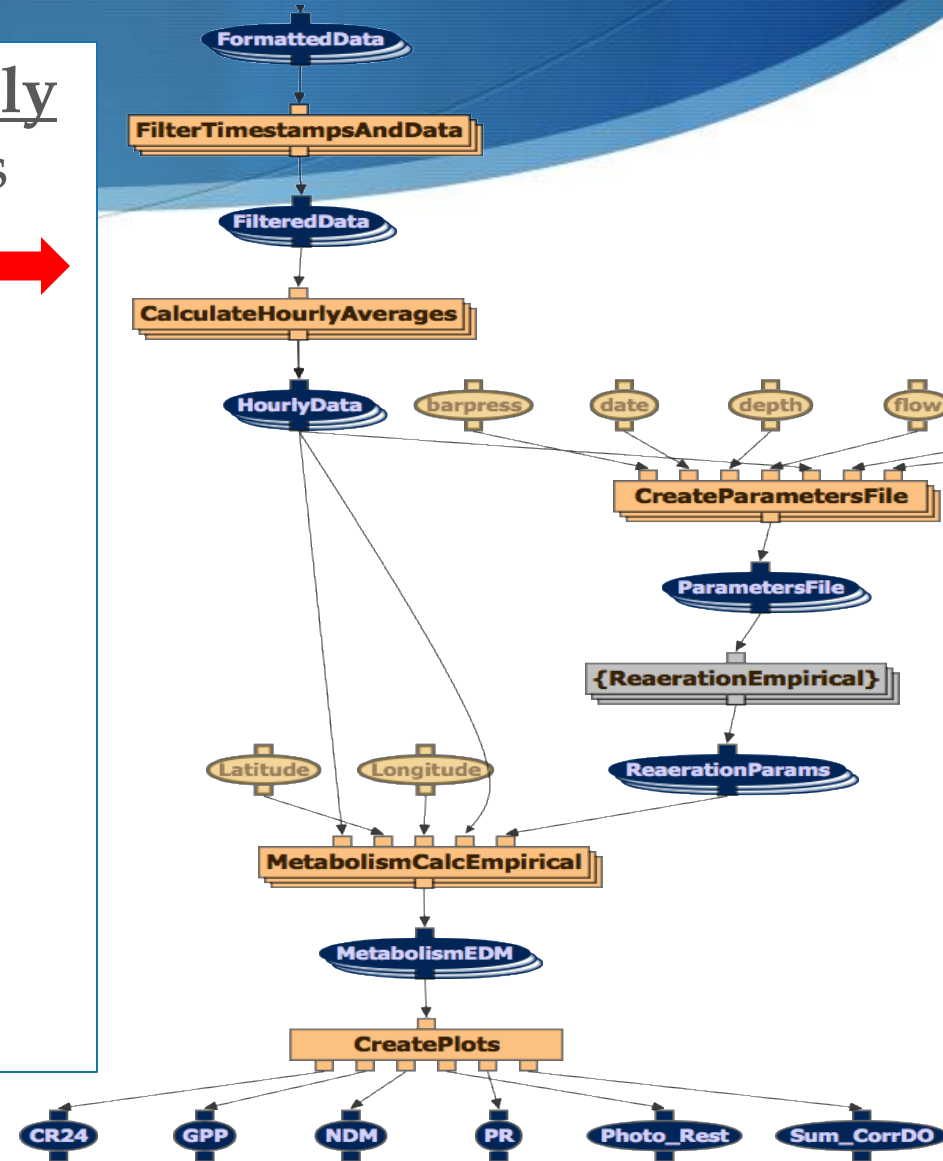 FormattedData
ly
FilterTimestampsAndData
s
FilteredData
CalculateHourlyAverages
HourlyData
barpress
date
depth
flow
CreateParametersFile
ParametersFile
{ReaerationEmpirical}
Latitude
Longitude
ReaerationParams
MetabolismCalcEmpirical
MetabolismEDM
CreatePlots
CR24
GPP
NDM
PR
Photo_Rest
Sum_CorrDO